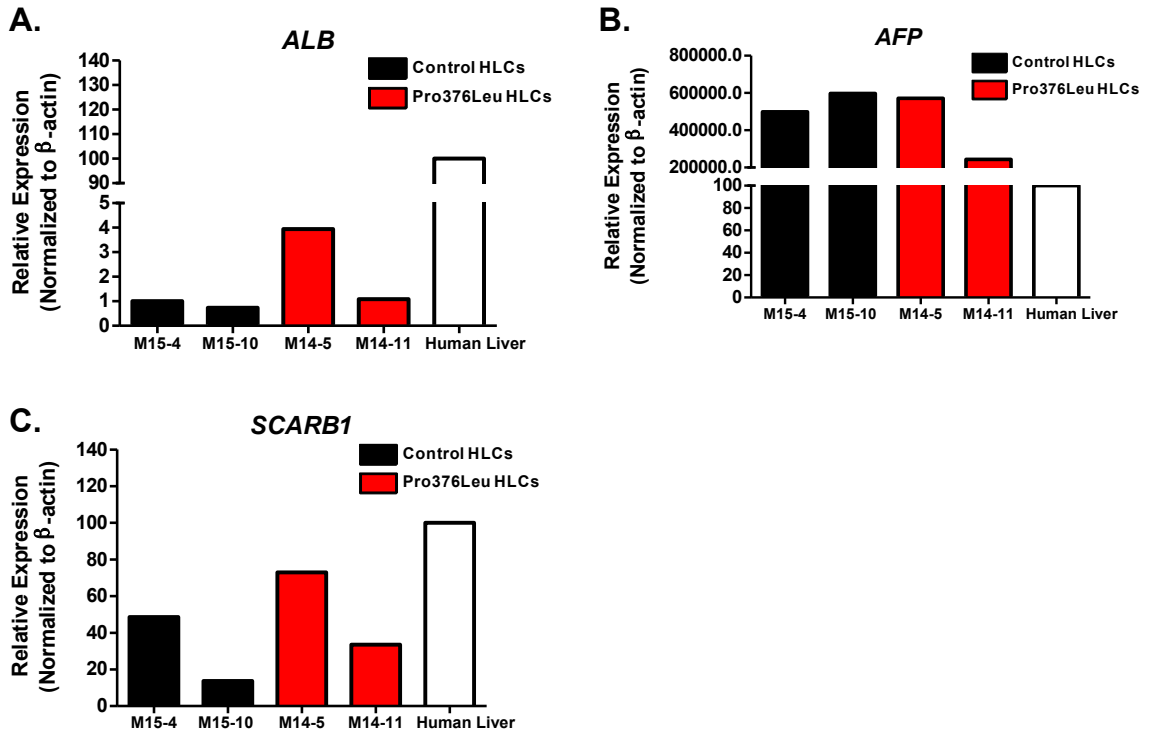 A.
ALB
Relative Expression
(Normalized to β-actin)
140
130
120
110
100
90
5
4
3
2
1
0
Control HLCs
Pro376Leu HLCs
M15-4 M15-10 M14-5 M14-11 Human Liver
B.
AFP
Relative Expression
(Normalized to β-actin)
800000.0
600000.0
400000.0
200000.0
100
80
60
40
20
0
Control HLCs
Pro376Leu HLCs
M15-4 M15-10 M14-5 M14-11 Human Liver
C.
SCARB1
Relative Expression
(Normalized to β-actin)
140
120
100
80
60
40
20
0
Control HLCs
Pro376Leu HLCs
M15-4 M15-10 M14-5 M14-11 Human Liver